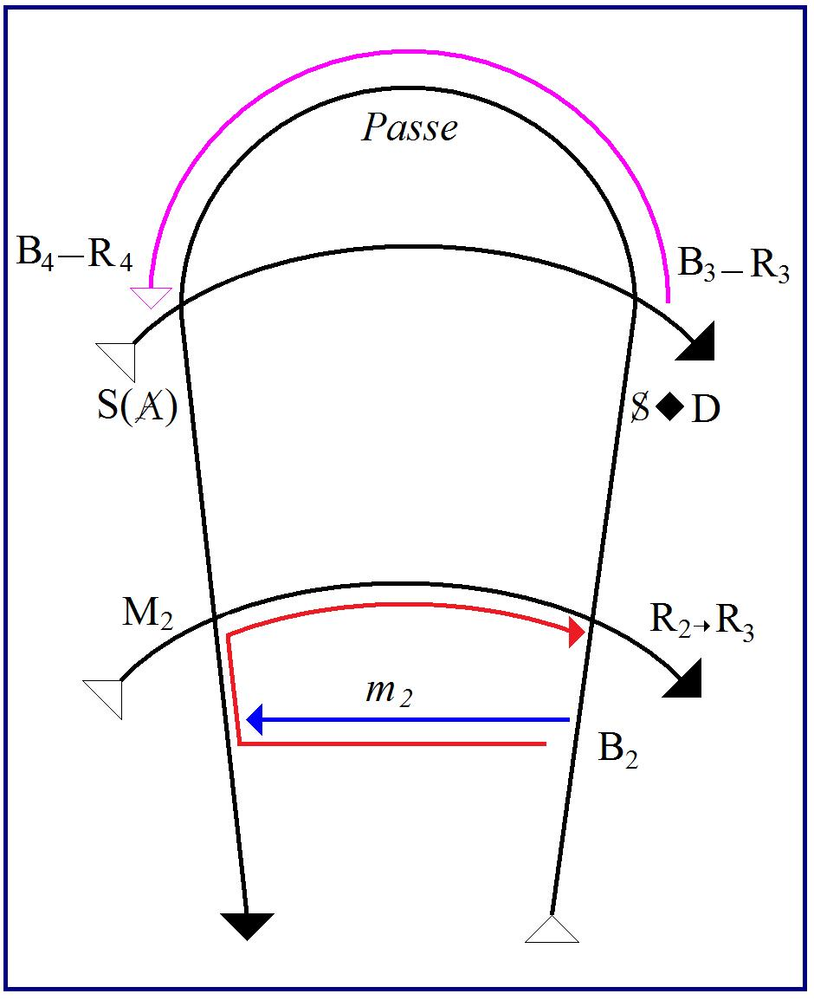 Passe
B₄–R₄
B₃–R₃
S(A̸)
S̸◆D
M₂
R₂→R₃
m₂
B₂